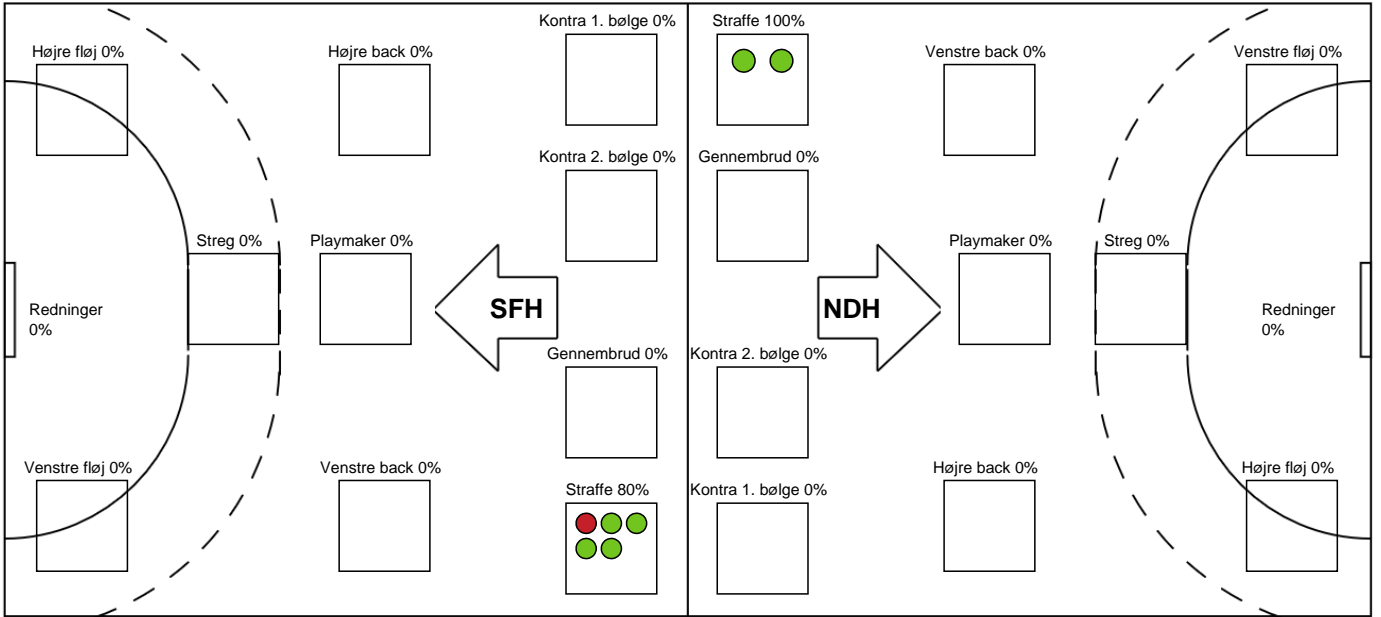 Kontra 1. bølge 0%
Straffe 100%
Højre fløj 0%
Højre back 0%
Venstre back 0%
Venstre fløj 0%
Kontra 2. bølge 0%
Gennembrud 0%
Streg 0%
Playmaker 0%
Playmaker 0%
Streg 0%
Redninger
0%
SFH
NDH
Redninger
0%
Gennembrud 0%
Kontra 2. bølge 0%
Venstre fløj 0%
Venstre back 0%
Højre back 0%
Højre fløj 0%
Straffe 80%
Kontra 1. bølge 0%